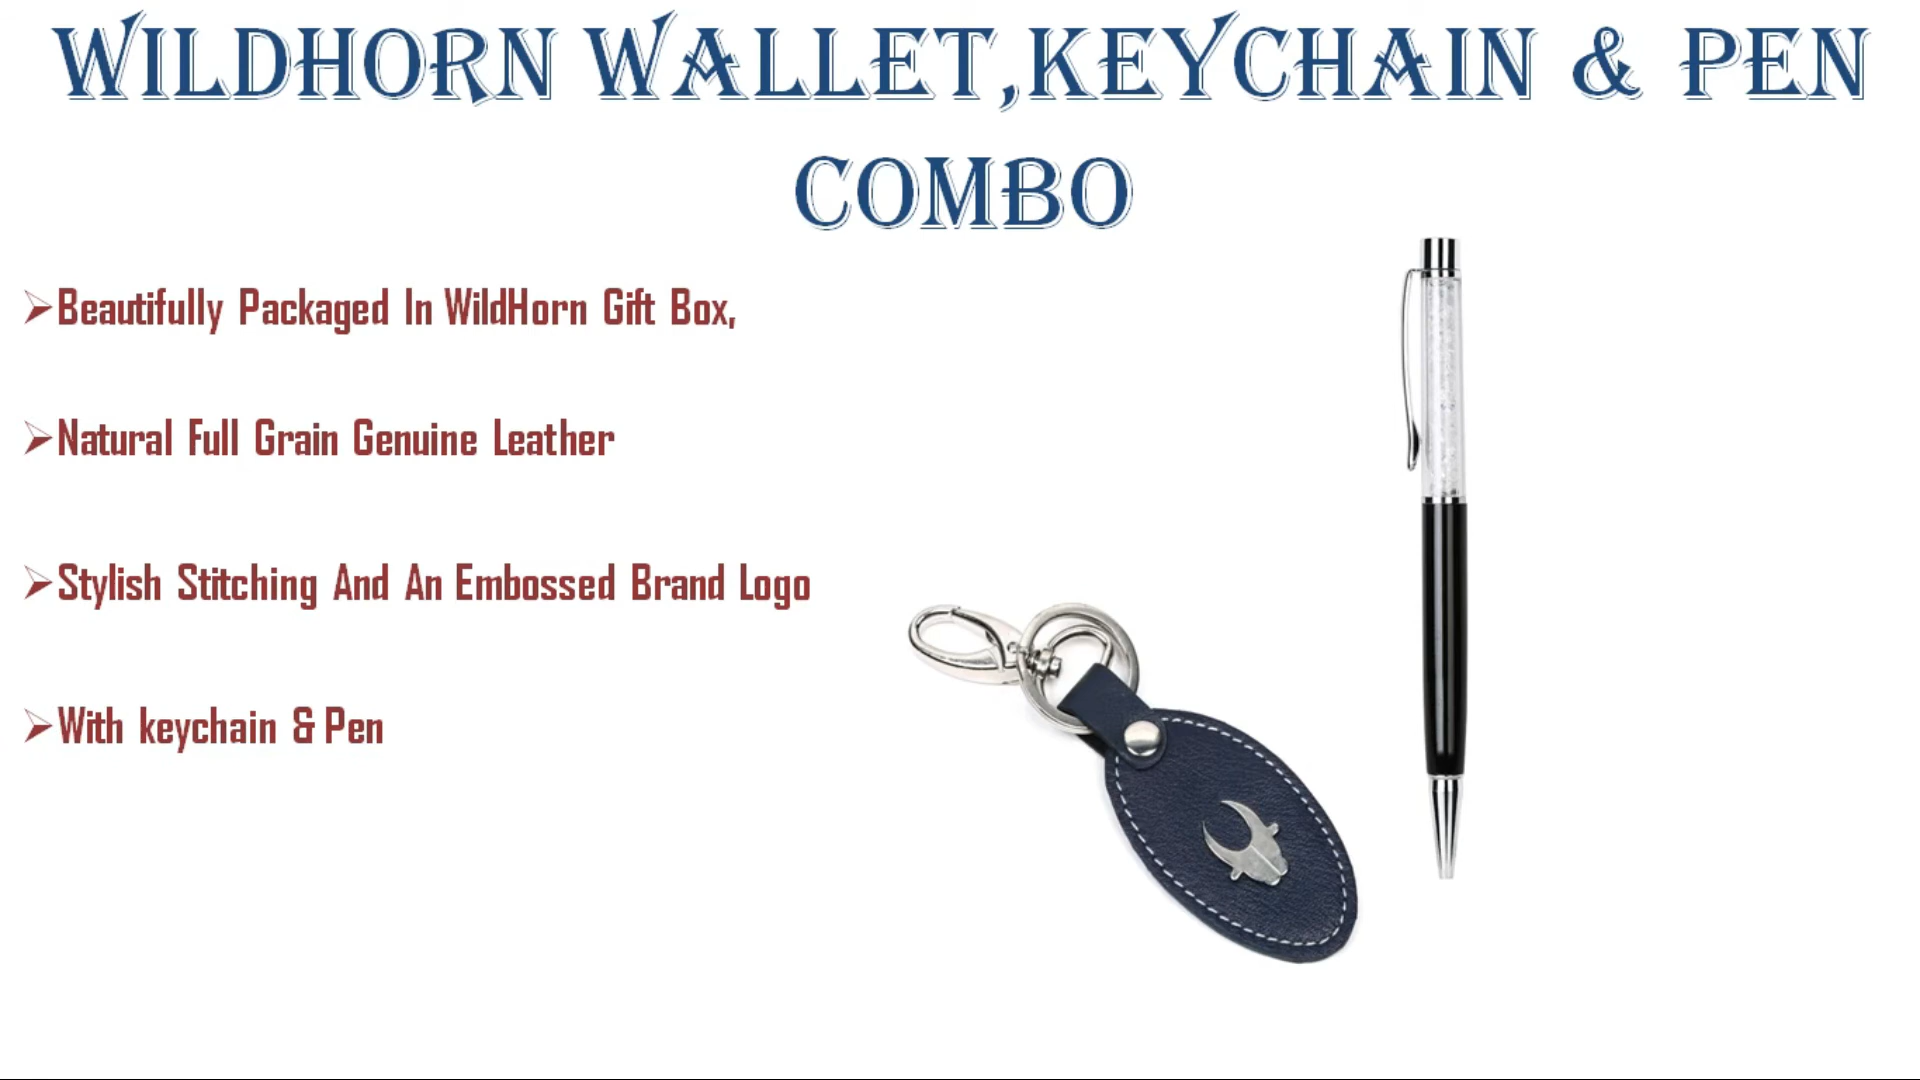 WILDHORN WALLET,KEYCHAIN & PEN
COMBO
Beautifully Packaged In WildHorn Gift Box,
Natural Full Grain Genuine Leather
Stylish Stitching And An Embossed Brand Logo
With keychain & Pen